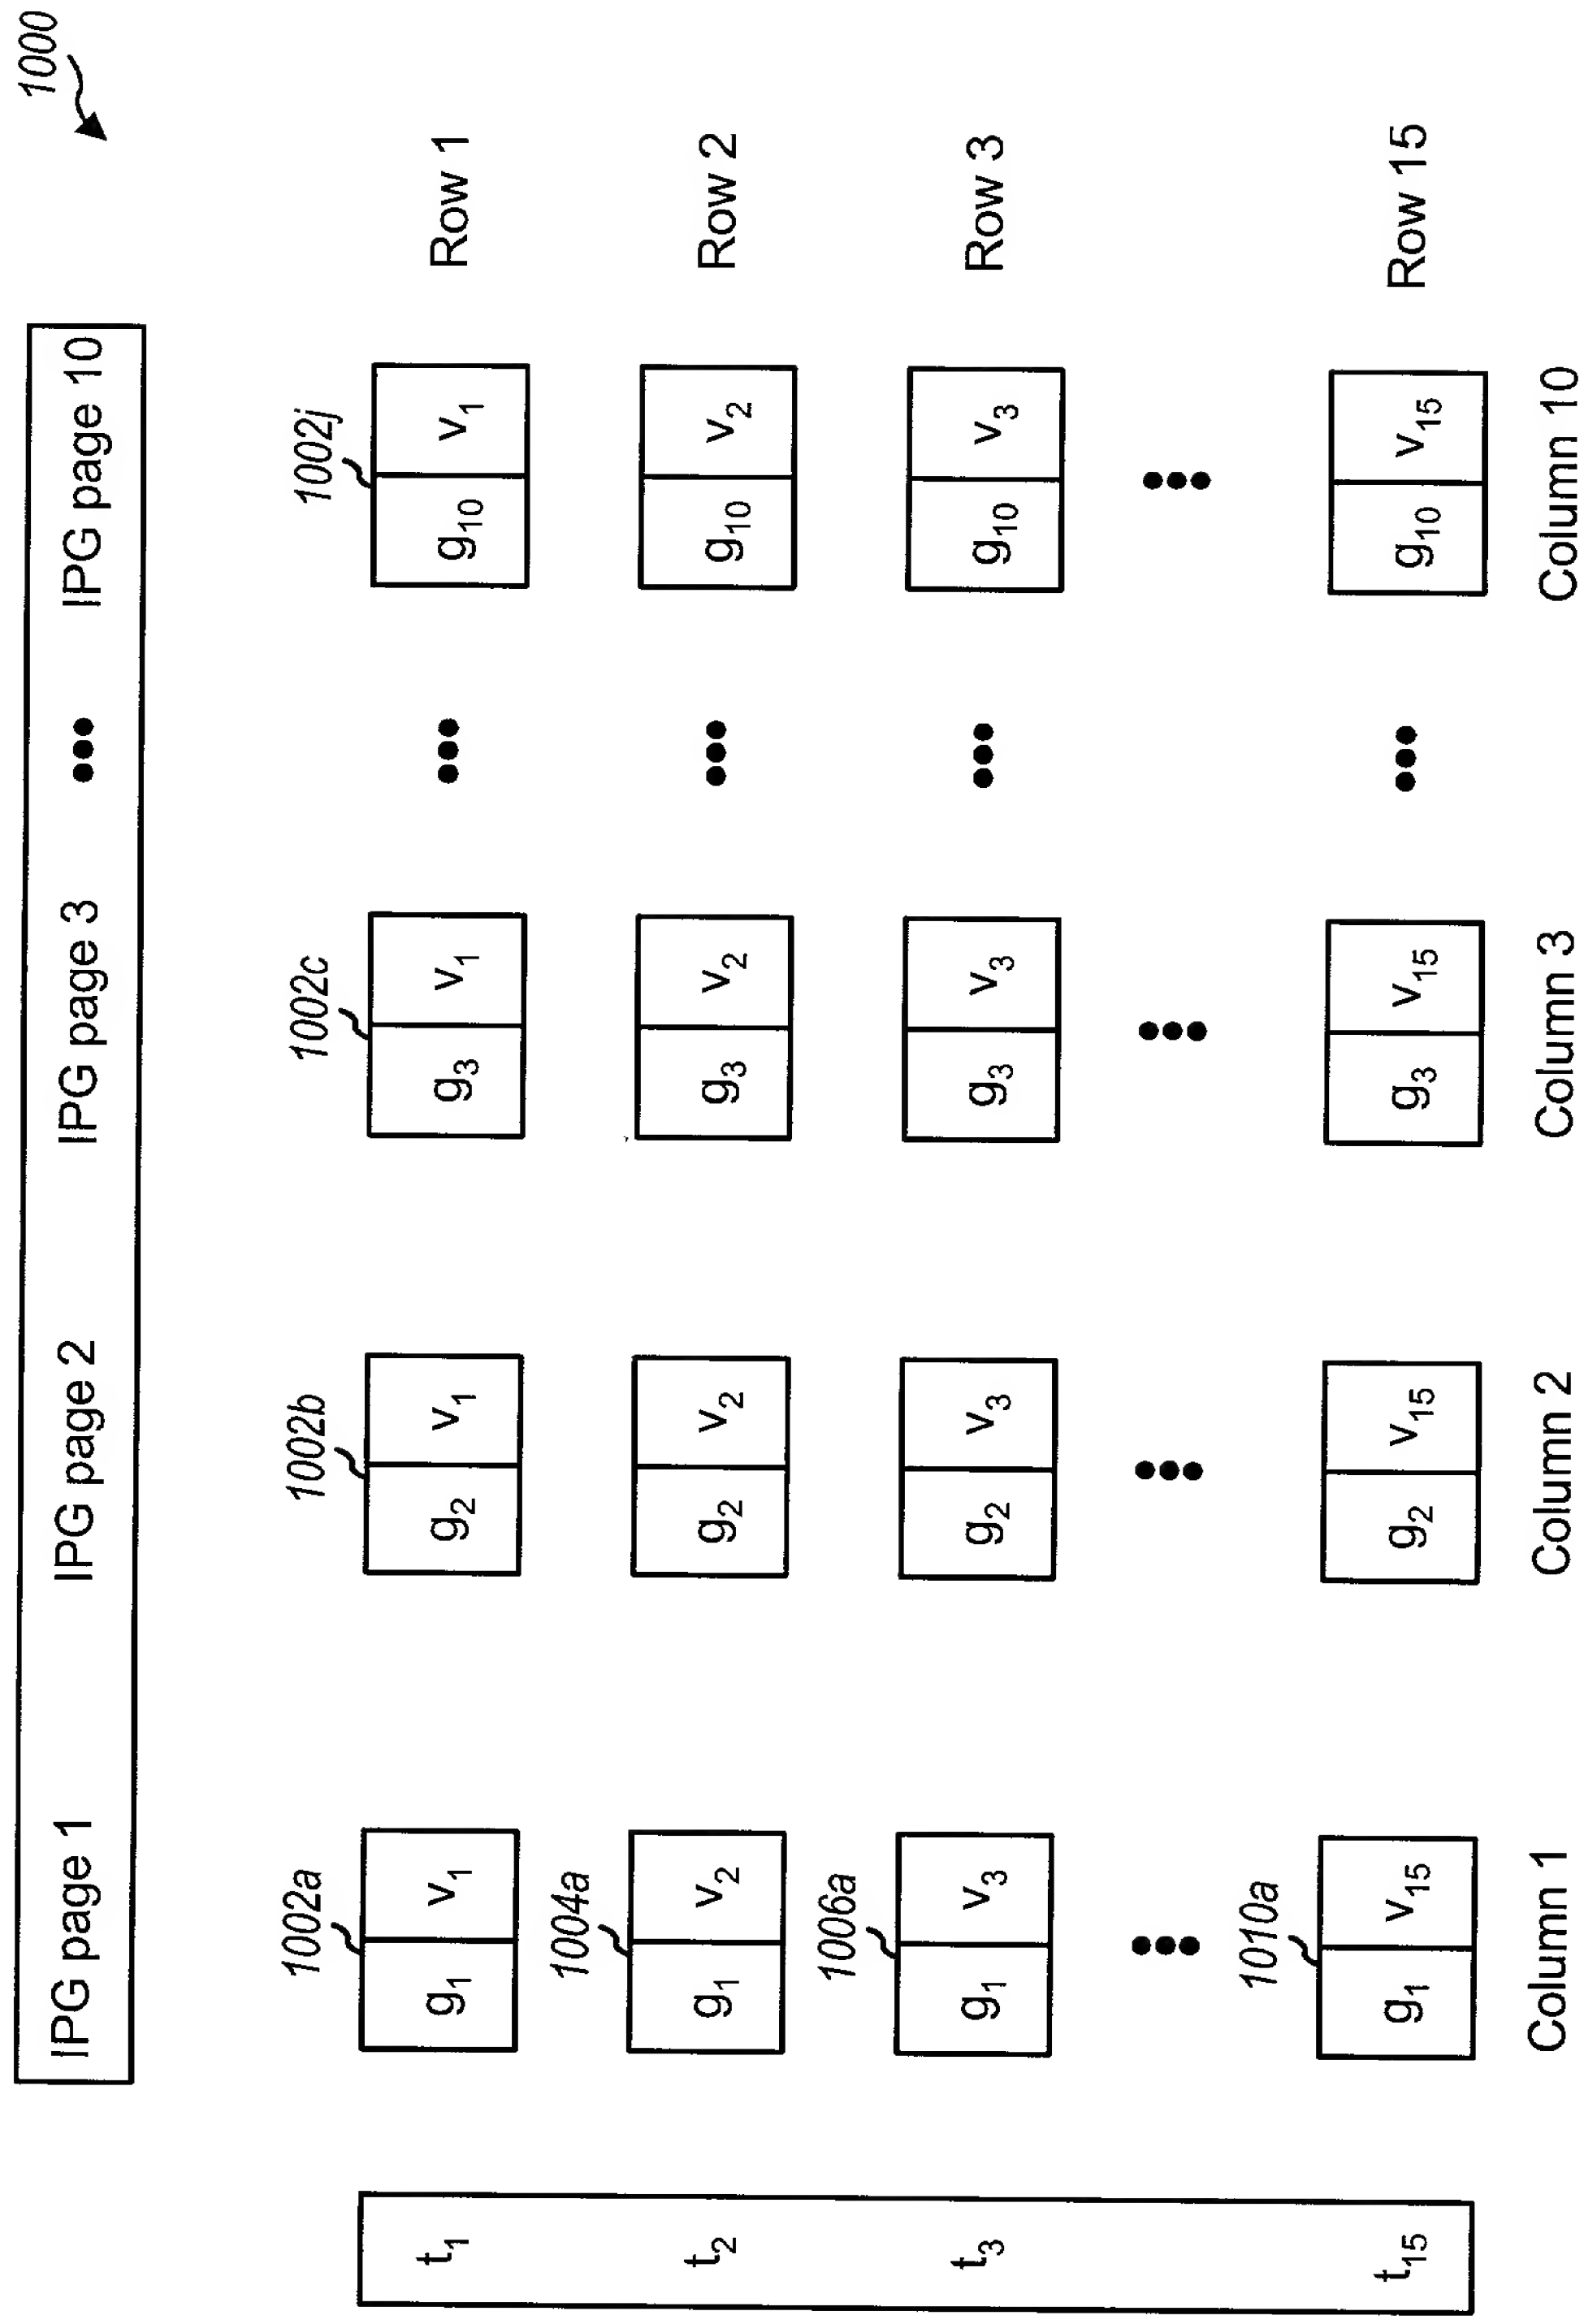 1000
IPG page 1 IPG page 2 IPG page 3 ••• IPG page 10
1002a 1002b 1002c 1002j
t1 g1 v1 g2 v1 g3 v1 ••• g10 v1 Row 1
1004a
t2 g1 v2 g2 v2 g3 v2 ••• g10 v2 Row 2
1006a
t3 g1 v3 g2 v3 g3 v3 ••• g10 v3 Row 3
••• ••• ••• •••
1010a
t15 g1 v15 g2 v15 g3 v15 ••• g10 v15 Row 15
Column 1 Column 2 Column 3 Column 10